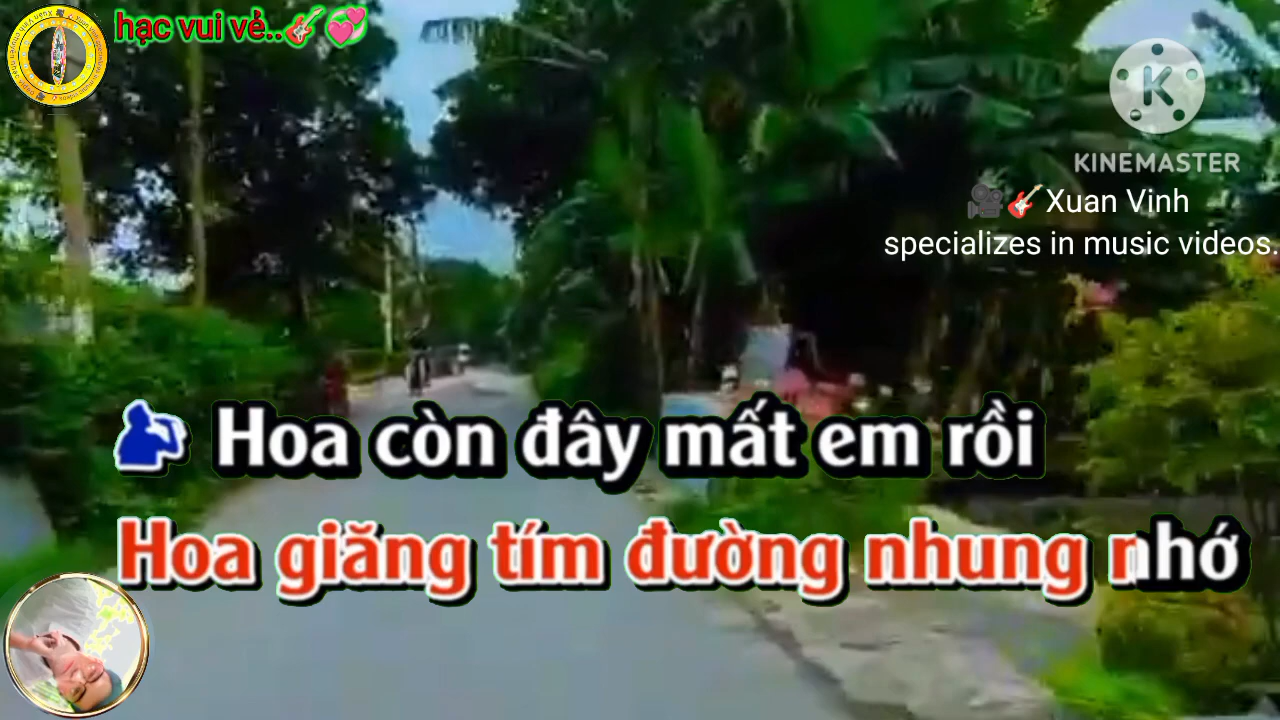 hạc vui vẻ..🎸💞
K
KINEMASTER
🎥🎸Xuan Vinh
specializes in music videos.
Hoa còn đây mất em rồi
Hoa giăng tím đường nhung nhớ